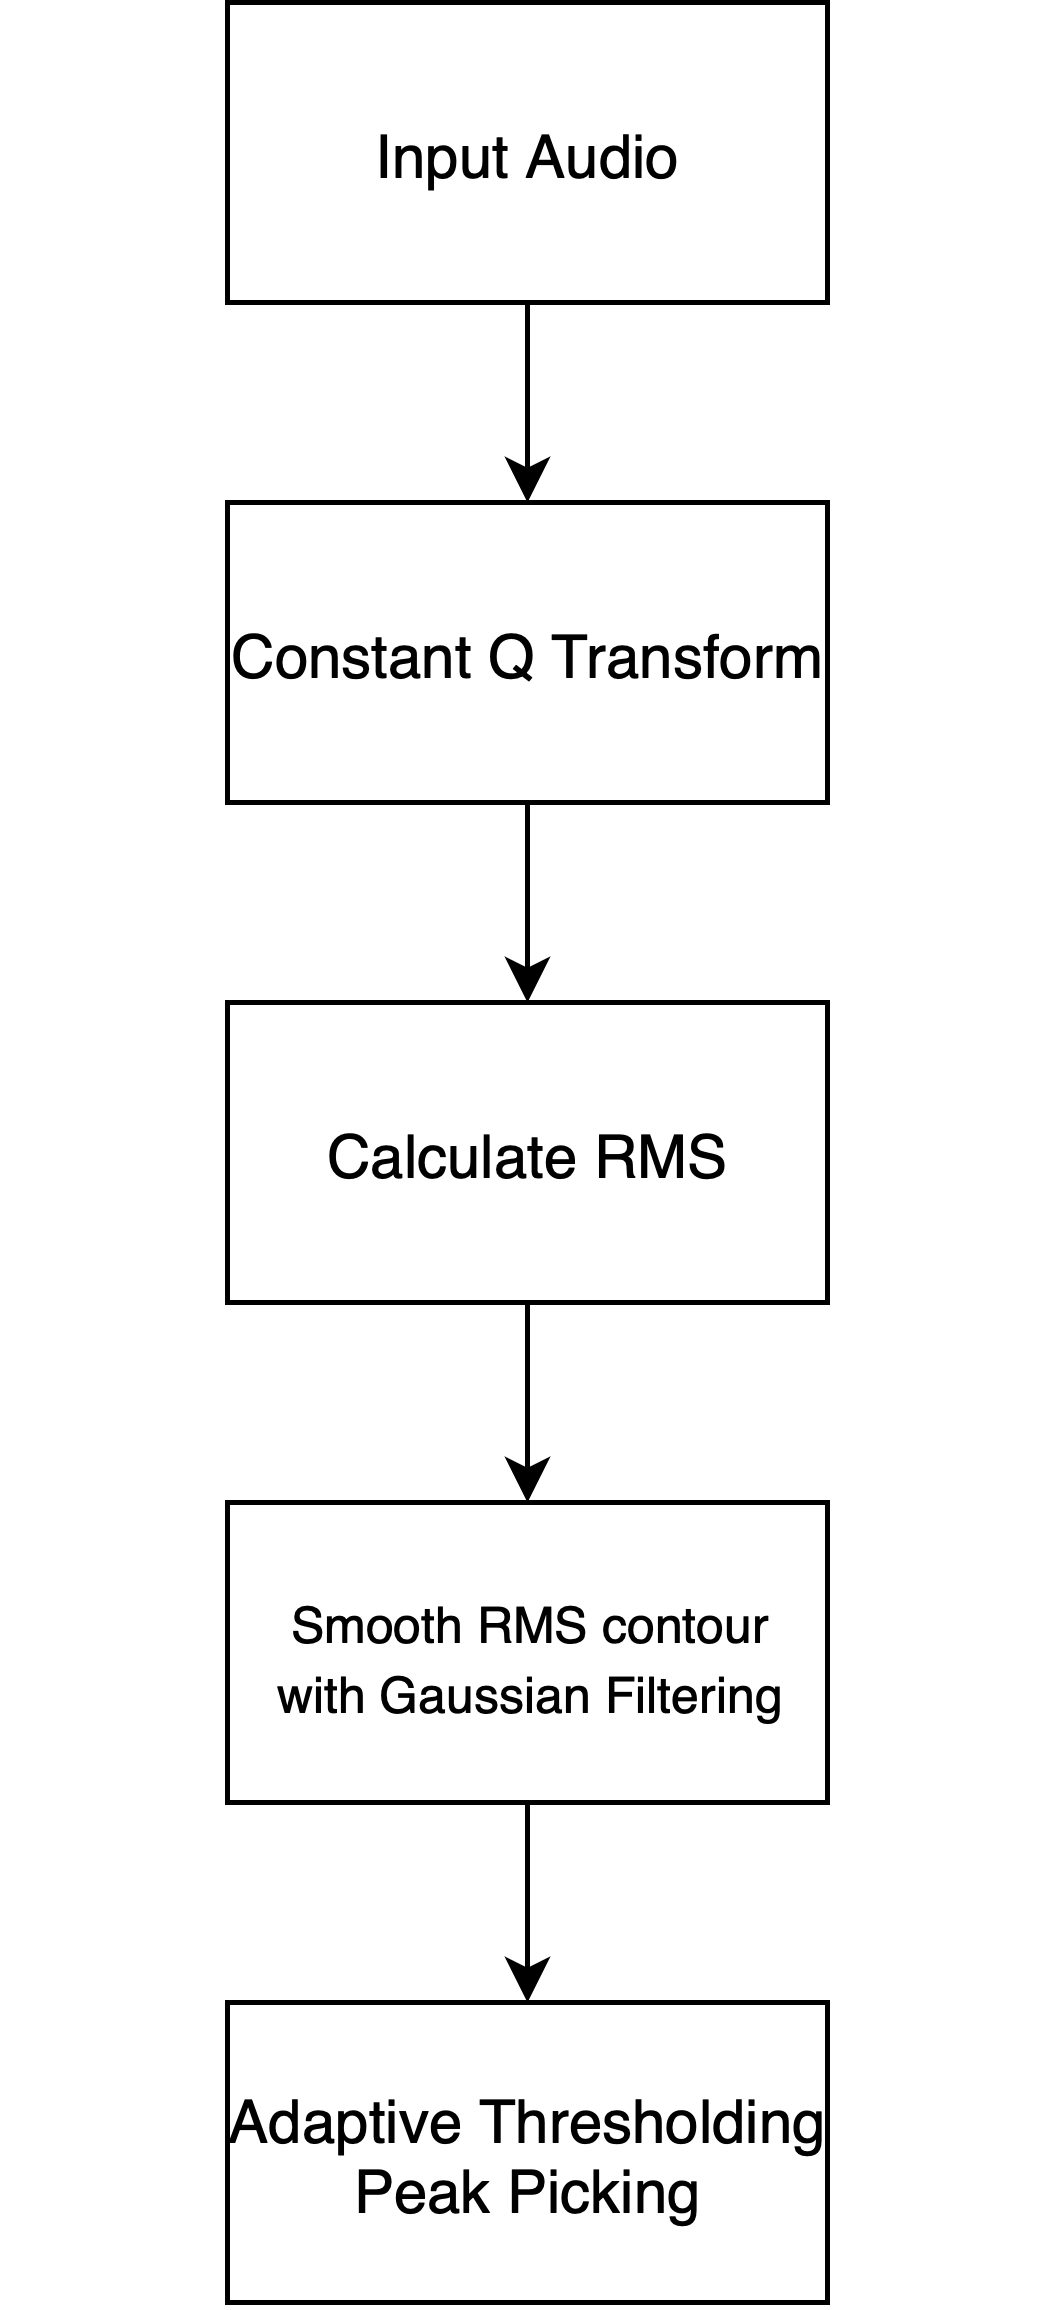 Input Audio
Constant Q Transform
Calculate RMS
Smooth RMS contour
with Gaussian Filtering
Adaptive Thresholding
Peak Picking